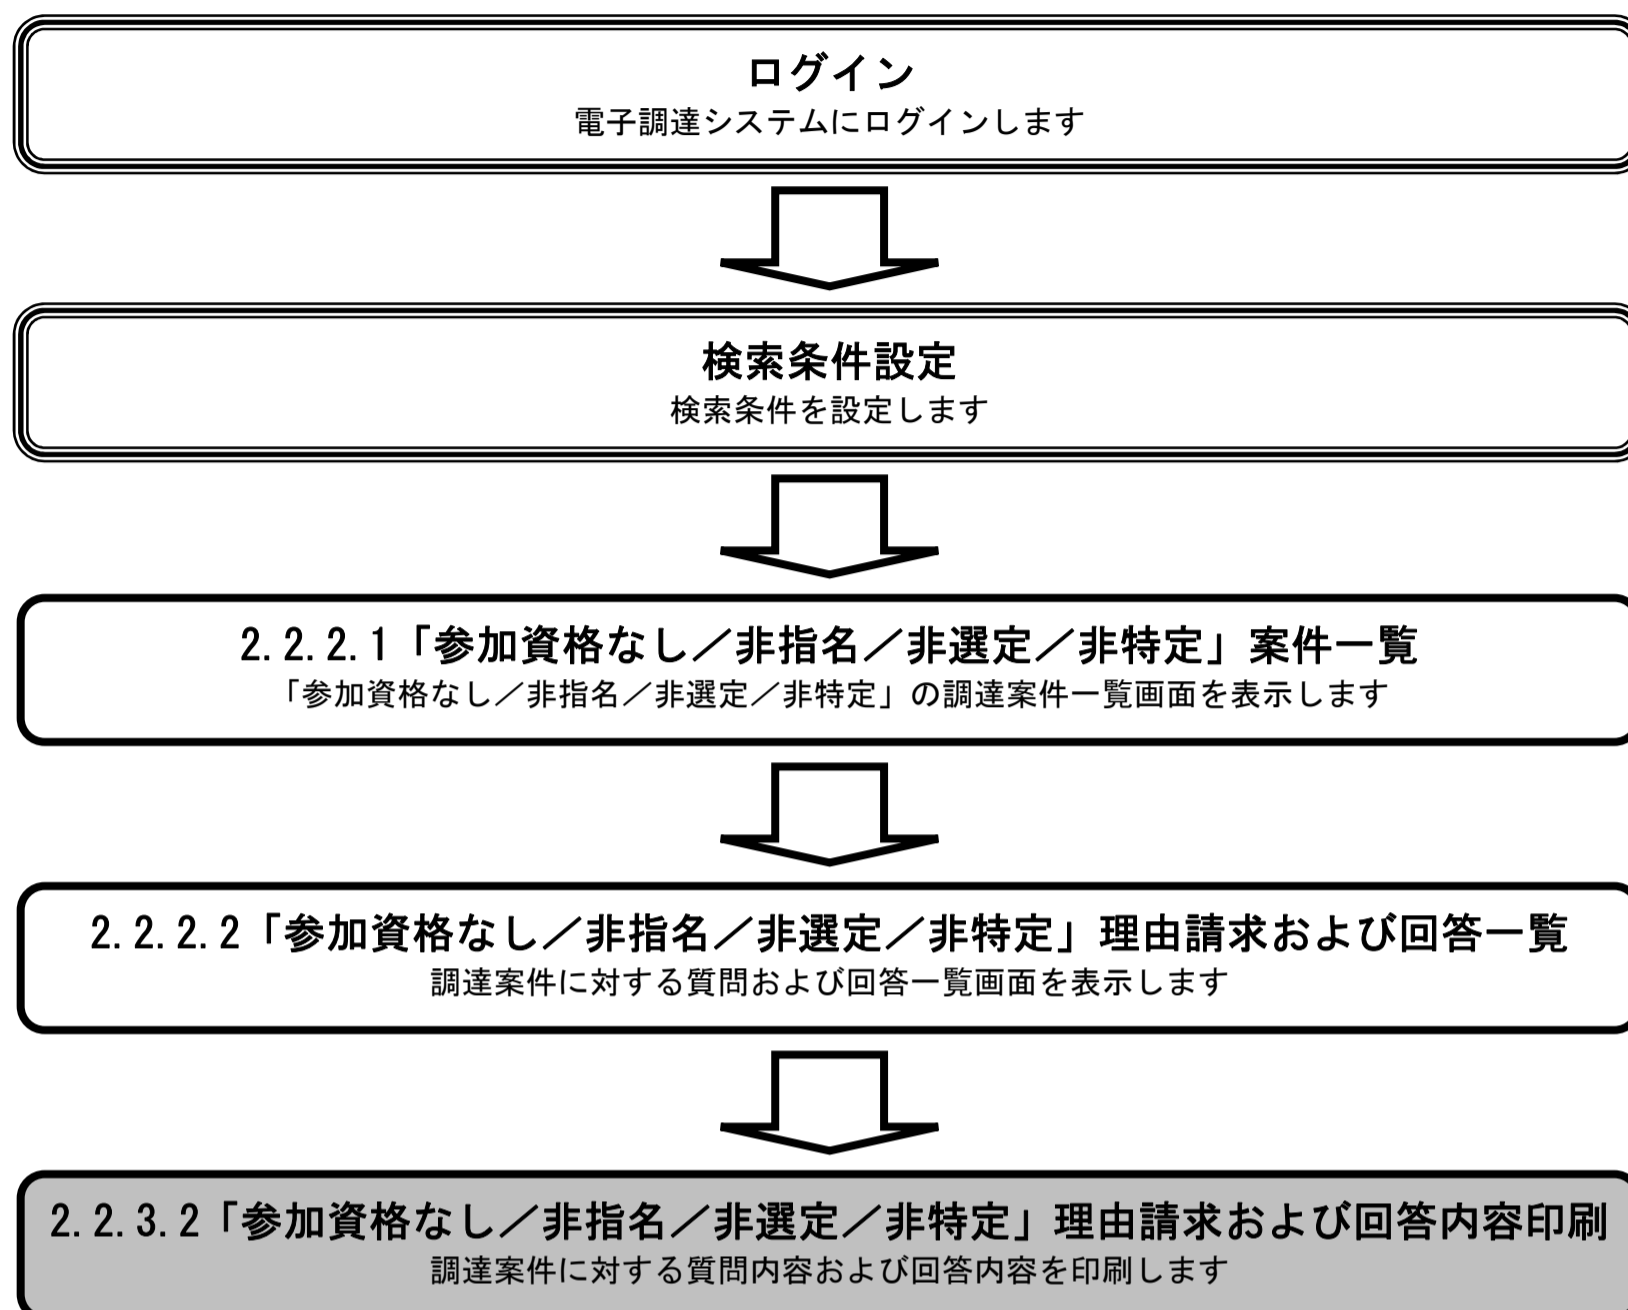 ログイン
電子調達システムにログインします
検索条件設定
検索条件を設定します
2.2.2.1「参加資格なし／非指名／非選定／非特定」案件一覧
「参加資格なし／非指名／非選定／非特定」の調達案件一覧画面を表示します
2.2.2.2「参加資格なし／非指名／非選定／非特定」理由請求および回答一覧
調達案件に対する質問および回答一覧画面を表示します
2.2.3.2「参加資格なし／非指名／非選定／非特定」理由請求および回答内容印刷
調達案件に対する質問内容および回答内容を印刷します